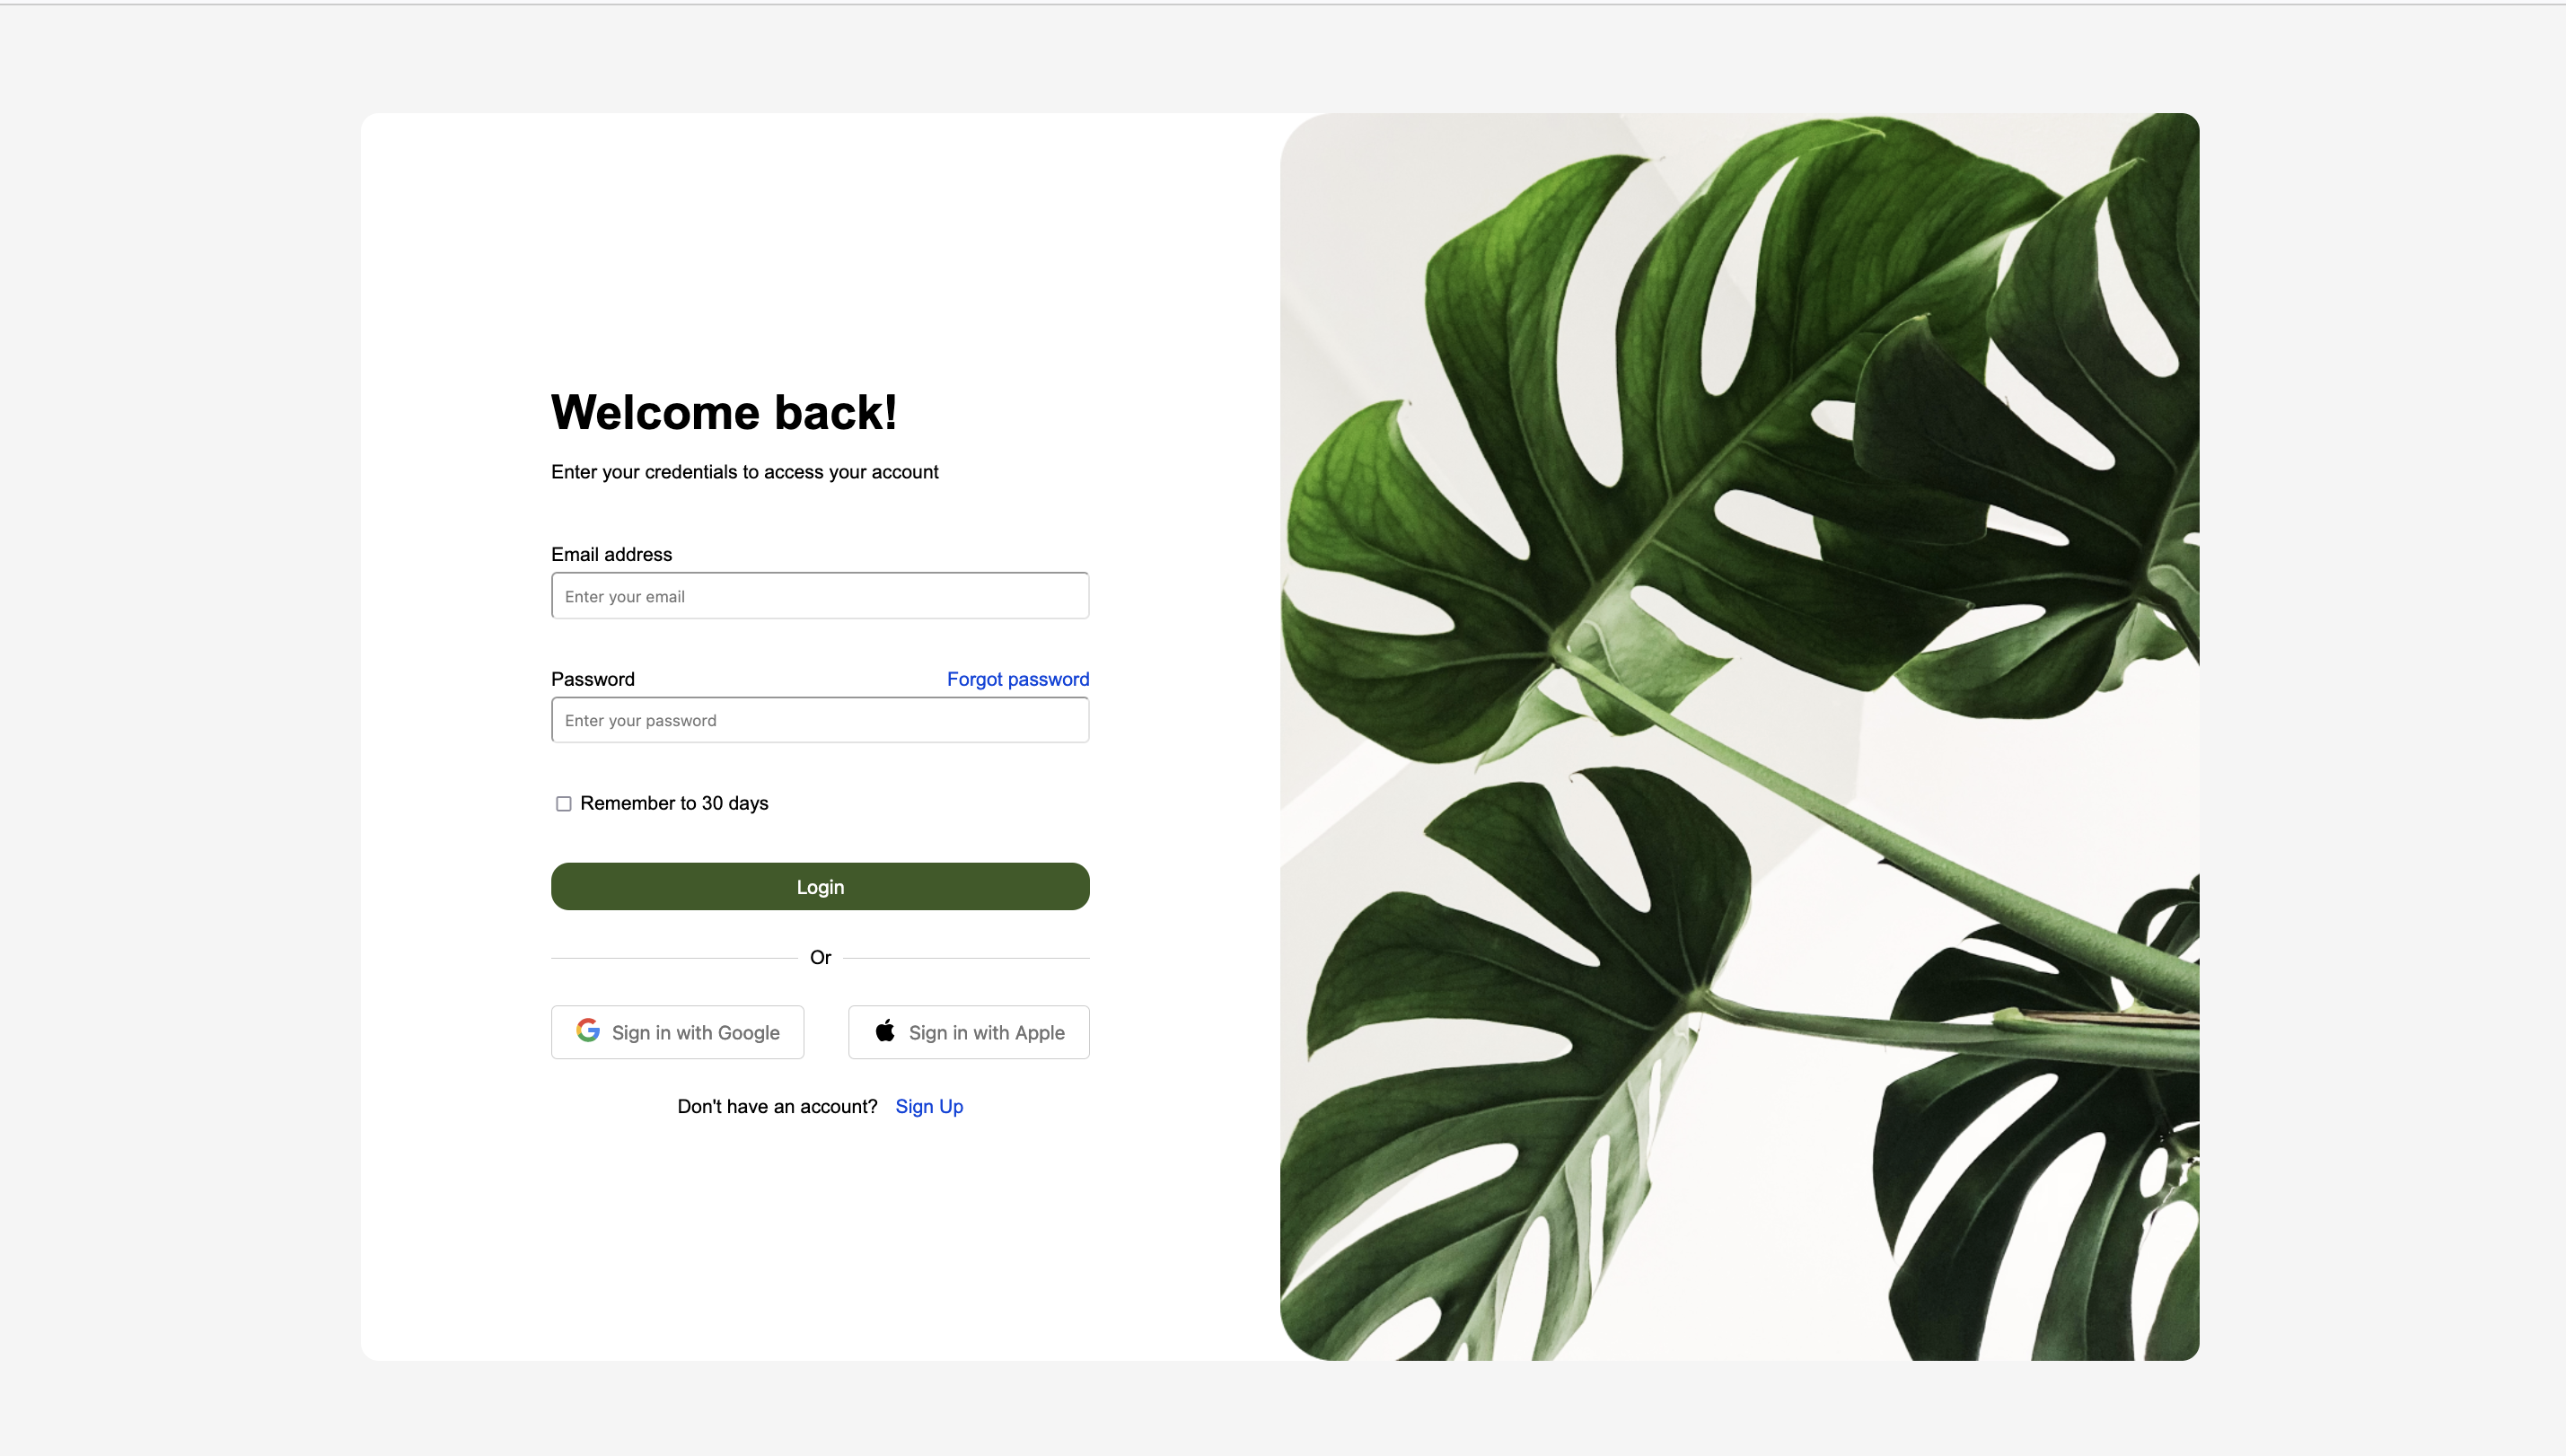 Welcome back!
Enter your credentials to access your account
Email address
Enter your email
Password Forgot password
Enter your password
Remember to 30 days
Login
Or
Sign in with Google Sign in with Apple
Don't have an account? Sign Up